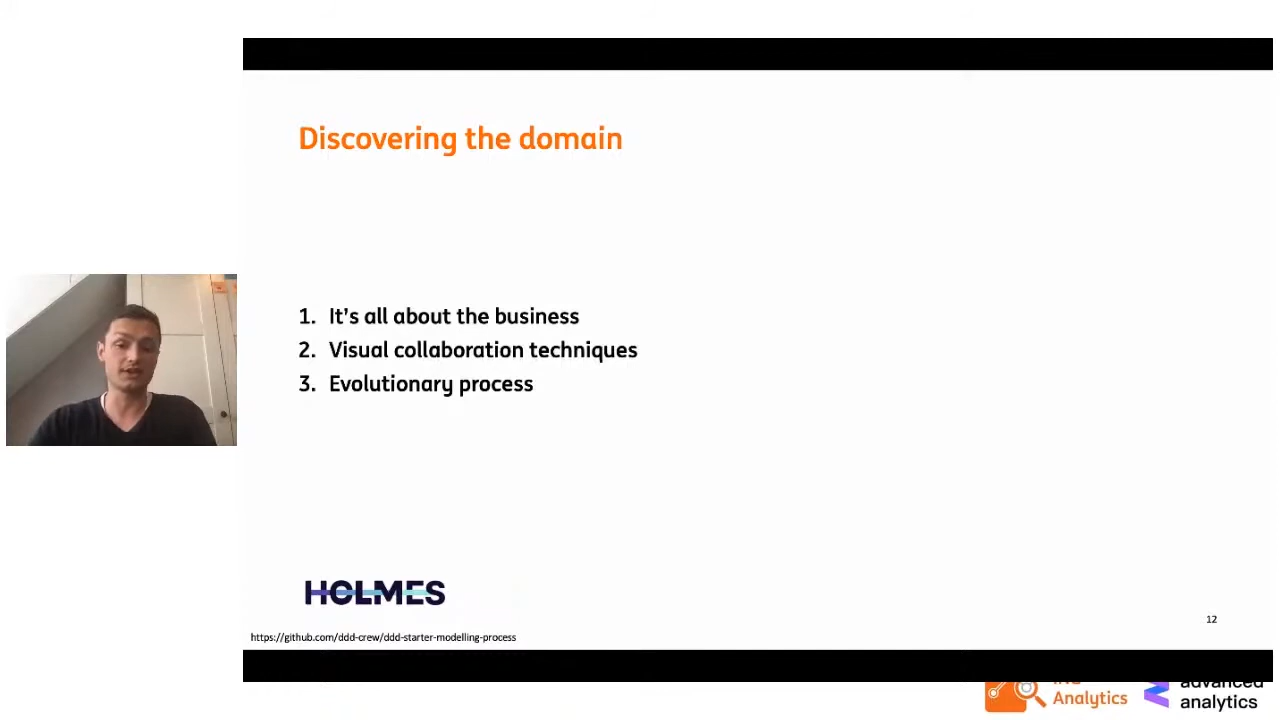 Discovering the domain
1. It's all about the business
2. Visual collaboration techniques
3. Evolutionary process
HOLMES
12
https://github.com/ddd-crew/ddd-starter-modelling-process
ING
Analytics
advanced
analytics